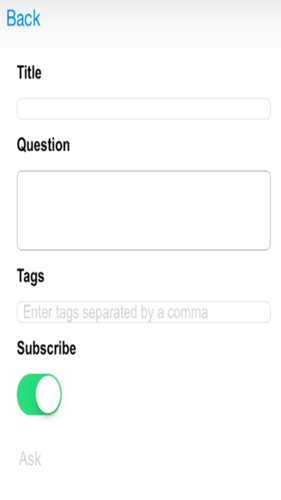 Back
Title
Question
Tags
Enter tags separated by a comma
Subscribe
Ask